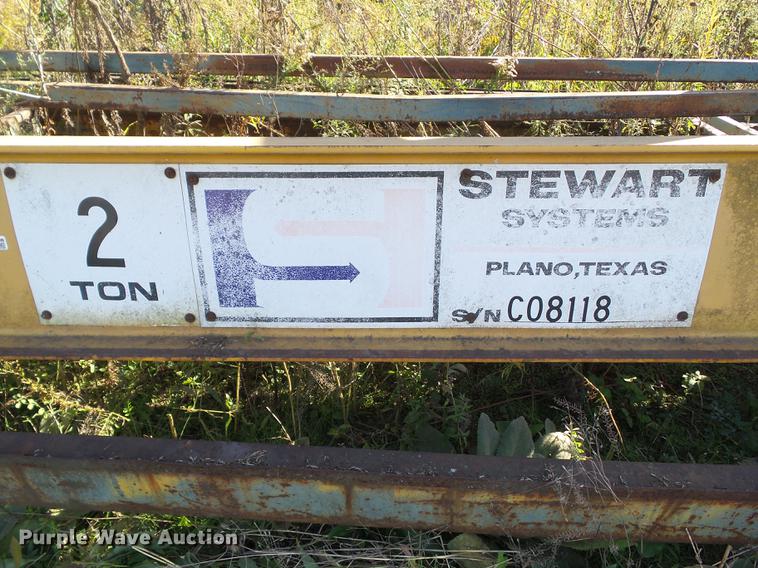 2
TON
STEWART
SYSTEMS
PLANO, TEXAS
S/N C08118
Purple Wave Auction